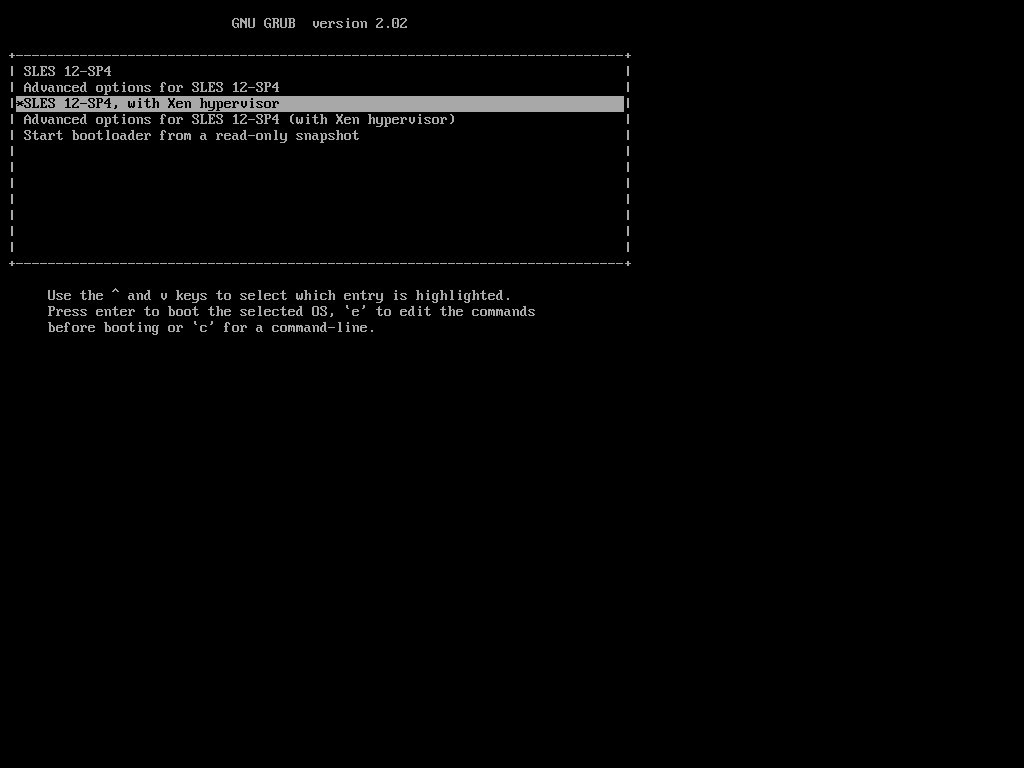 GNU GRUB  version 2.02
SLES 12-SP4
Advanced options for SLES 12-SP4
*SLES 12-SP4, with Xen hypervisor
Advanced options for SLES 12-SP4 (with Xen hypervisor)
Start bootloader from a read-only snapshot
Use the ^ and v keys to select which entry is highlighted.
Press enter to boot the selected OS, `e' to edit the commands
before booting or `c' for a command-line.